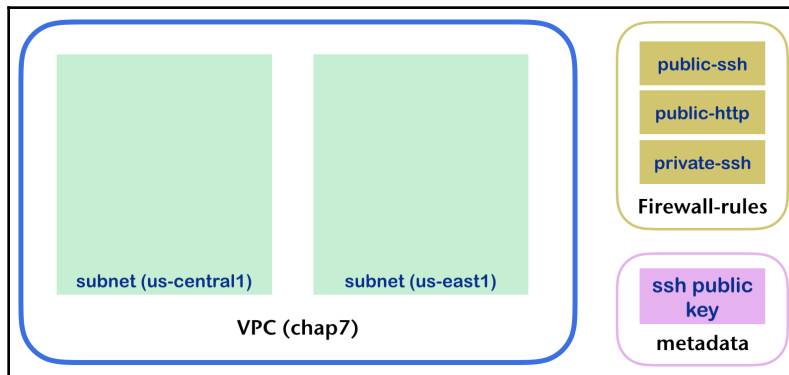 subnet (us-central1)
subnet (us-east1)
VPC (chap7)
public-ssh
public-http
private-ssh
Firewall-rules
ssh public
key
metadata